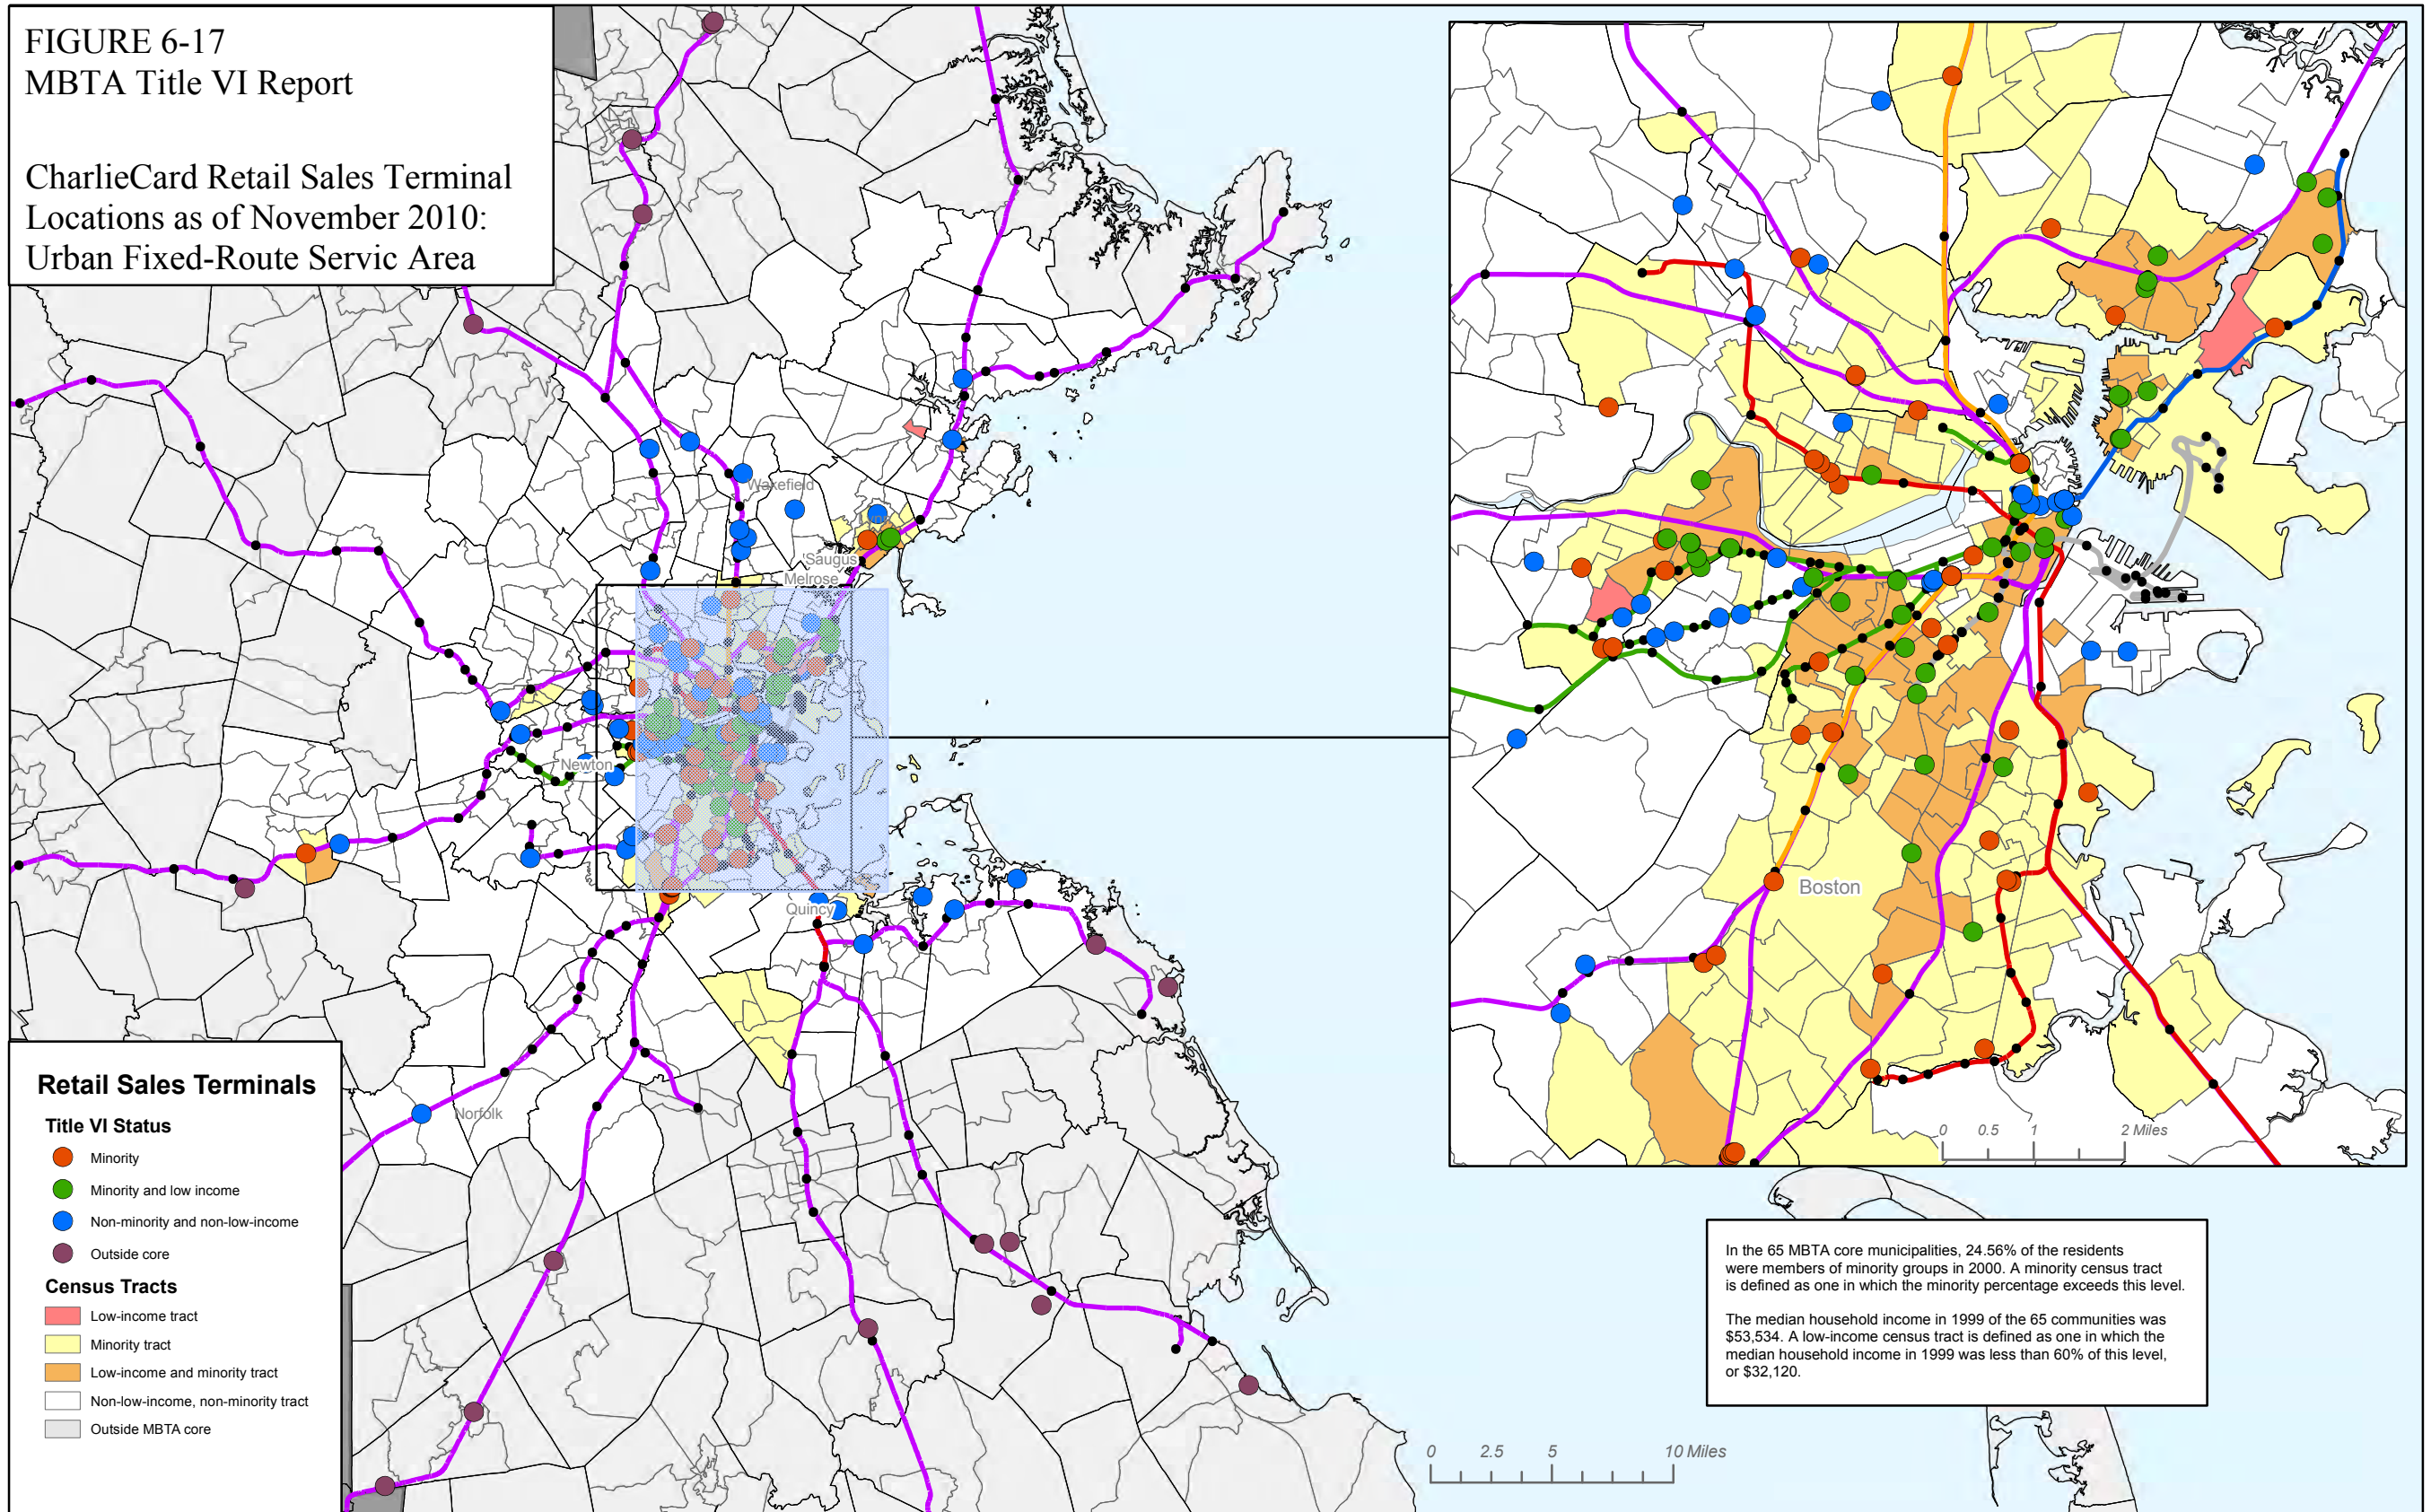 FIGURE 6-17
MBTA Title VI Report
CharlieCard Retail Sales Terminal
Locations as of November 2010:
Urban Fixed-Route Servic Area
Wakefield
Saugus
Melrose
Newton
Quincy
Norfolk
Boston
0 0.5 1 2 Miles
Retail Sales Terminals
Title VI Status
Minority
Minority and low income
Non-minority and non-low-income
Outside core
Census Tracts
Low-income tract
Minority tract
Low-income and minority tract
Non-low-income, non-minority tract
Outside MBTA core
In the 65 MBTA core municipalities, 24.56% of the residents
were members of minority groups in 2000. A minority census tract
is defined as one in which the minority percentage exceeds this level.
The median household income in 1999 of the 65 communities was
$53,534. A low-income census tract is defined as one in which the
median household income in 1999 was less than 60% of this level,
or $32,120.
0 2.5 5 10 Miles